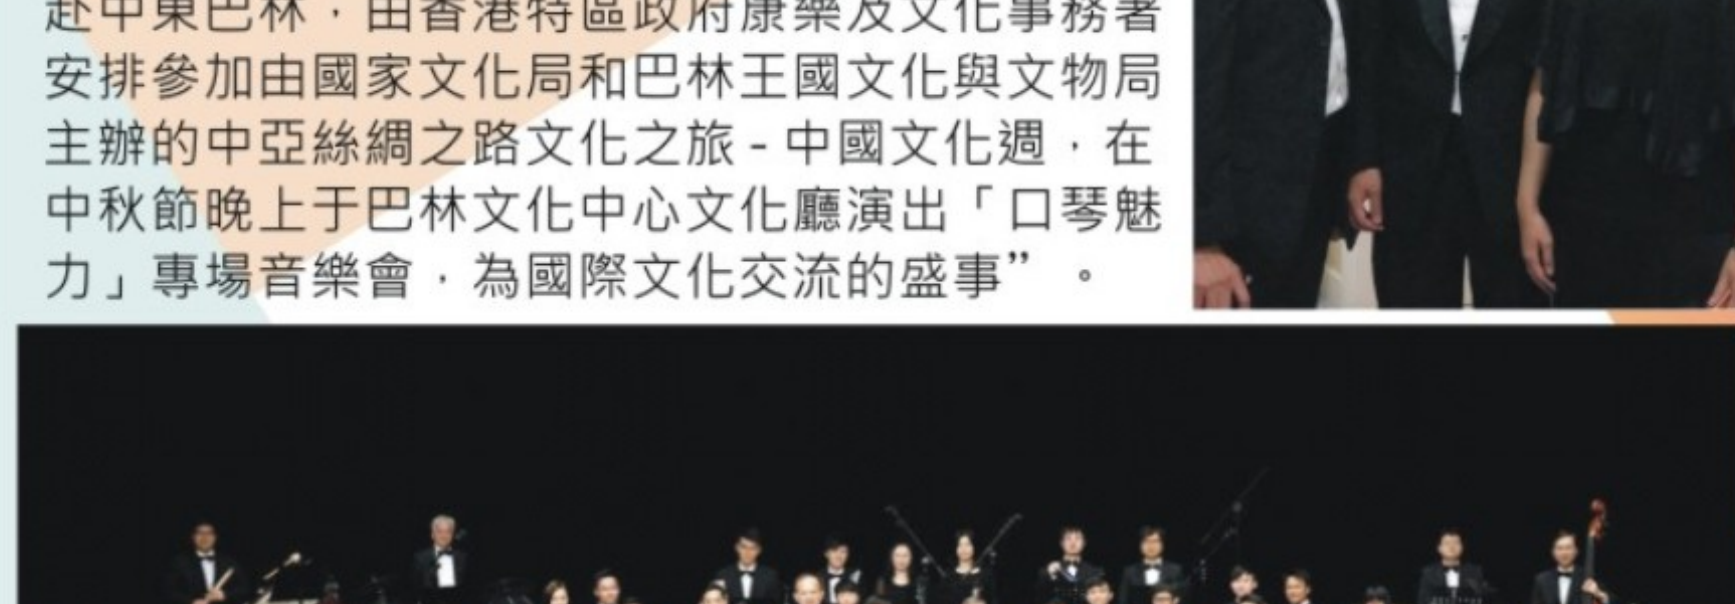 赴中東巴林，由香港特區政府康樂及文化事務署
安排參加由國家文化局和巴林王國文化與文物局
主辦的中亞絲綢之路文化之旅 - 中國文化週，在
中秋節晚上于巴林文化中心文化廳演出「口琴魅
力」專場音樂會，為國際文化交流的盛事”。